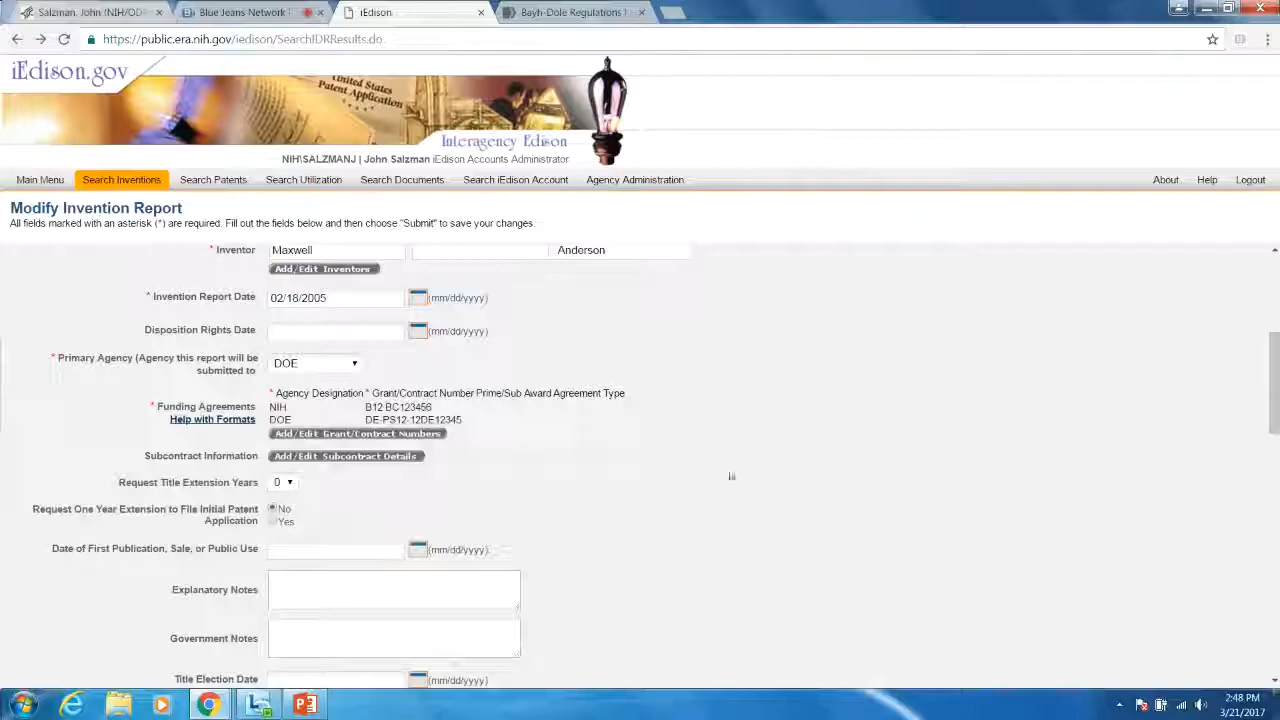 Salzman, John (NIH/OD/
Blue Jeans Network |
iEdison
Bayh-Dole Regulations
https://public.era.nih.gov/iedison/SearchIDRResults.do
iEdison.gov
United States
Patent Application
Interagency Edison
NIH\SALZMANJ | John Salzman iEdison Accounts Administrator
Main Menu Search Inventions Search Patents Search Utilization Search Documents Search iEdison Account Agency Administration About Help Logout
Modify Invention Report
All fields marked with an asterisk (*) are required. Fill out the fields below and then choose "Submit" to save your changes.
* Inventor Maxwell Anderson
Add/Edit Inventors
* Invention Report Date 02/18/2005 (mm/dd/yyyy)
Disposition Rights Date (mm/dd/yyyy)
* Primary Agency (Agency this report will be
submitted to DOE
* Agency Designation * Grant/Contract Number Prime/Sub Award Agreement Type
* Funding Agreements NIH B12 BC123456
Help with Formats DOE DE-PS12-12DE12345
Add/Edit Grant/Contract Numbers
Subcontract Information Add/Edit Subcontract Details
Request Title Extension Years 0
Request One Year Extension to File Initial Patent No
Application Yes
Date of First Publication, Sale, or Public Use (mm/dd/yyyy)
Explanatory Notes
Government Notes
Title Election Date (mm/dd/yyyy)
2:48 PM
3/21/2017